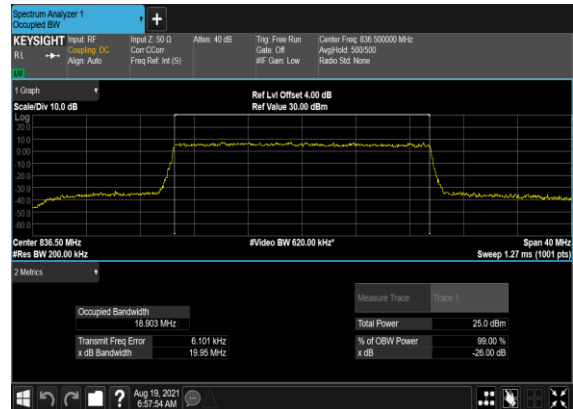 Spectrum Analyzer 1
Occupied BW
+
KEYSIGHT Input: RF Input Z: 50 Ω Atten: 40 dB Trig: Free Run Center Freq: 836.500000 MHz
RL Coupling: DC Corr CCorr Gate: Off Avg|Hold: 500/500
Align: Auto Freq Ref: Int (S) #IF Gain: Low Radio Std: None
1 Graph
Ref Lvl Offset 4.00 dB
Scale/Div 10.0 dB Ref Value 30.00 dBm
Log
20.0
10.0
0.00
-10.0
-20.0
-30.0
-40.0
-50.0
-60.0
Center 836.50 MHz #Video BW 620.00 kHz* Span 40 MHz
#Res BW 200.00 kHz Sweep 1.27 ms (1001 pts)
2 Metrics
Measure Trace Trace 1
Occupied Bandwidth
18.903 MHz Total Power 25.0 dBm
Transmit Freq Error 6.101 kHz % of OBW Power 99.00 %
x dB Bandwidth 19.95 MHz x dB -26.00 dB
? Aug 19, 2021
6:57:54 AM